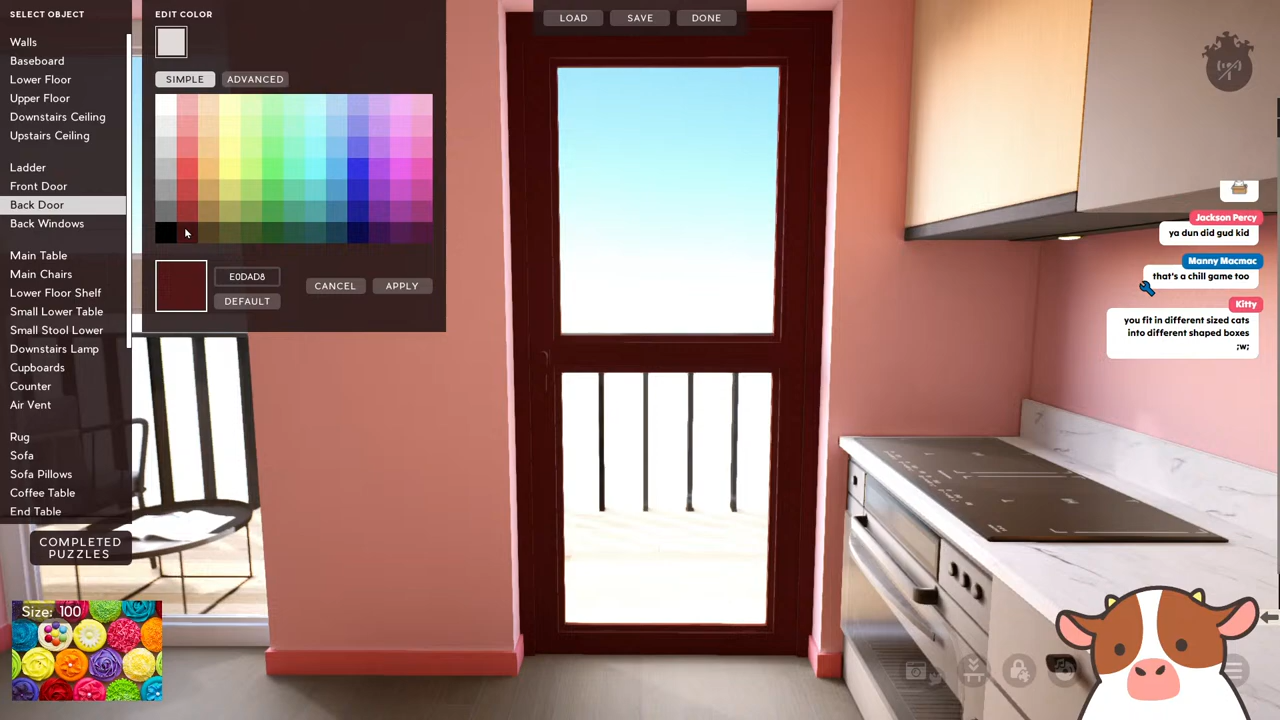 SELECT OBJECT
Walls
Baseboard
Lower Floor
Upper Floor
Downstairs Ceiling
Upstairs Ceiling
Ladder
Front Door
Back Door
Back Windows
Main Table
Main Chairs
Lower Floor Shelf
Small Lower Table
Small Stool Lower
Downstairs Lamp
Cupboards
Counter
Air Vent
Rug
Sofa
Sofa Pillows
Coffee Table
End Table
COMPLETED
PUZZLES
Size: 100
EDIT COLOR
SIMPLE
ADVANCED
E0DAD8
DEFAULT
CANCEL
APPLY
LOAD
SAVE
DONE
Jackson Percy
ya dun did gud kid
Manny Macmac
that's a chill game too
Kitty
you fit in different sized cats
into different shaped boxes
;w;